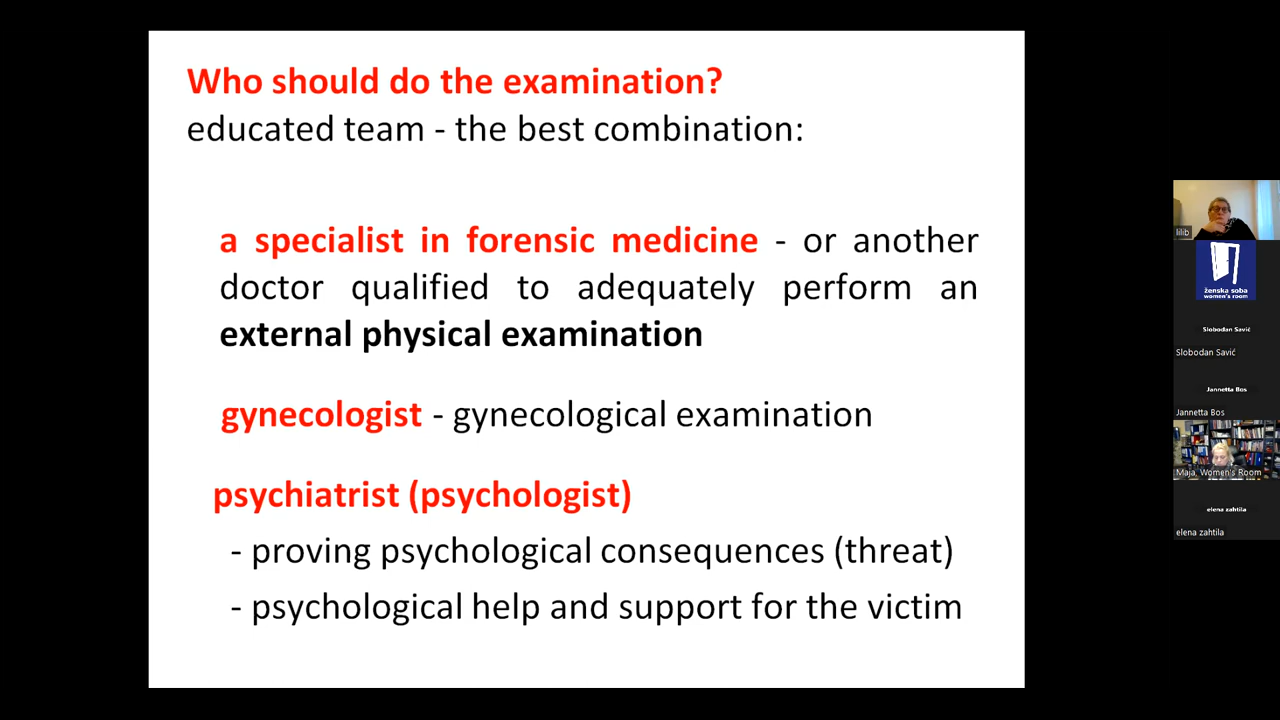 Who should do the examination?
educated team - the best combination:
a specialist in forensic medicine - or another
doctor qualified to adequately perform an
external physical examination
gynecologist - gynecological examination
psychiatrist (psychologist)
- proving psychological consequences (threat)
- psychological help and support for the victim
lilib
ženska soba
women's room
Slobodan Savić
Slobodan Savić
Jannetta Bos
Jannetta Bos
Maja, Women's Room
elena zahtila
elena zahtila